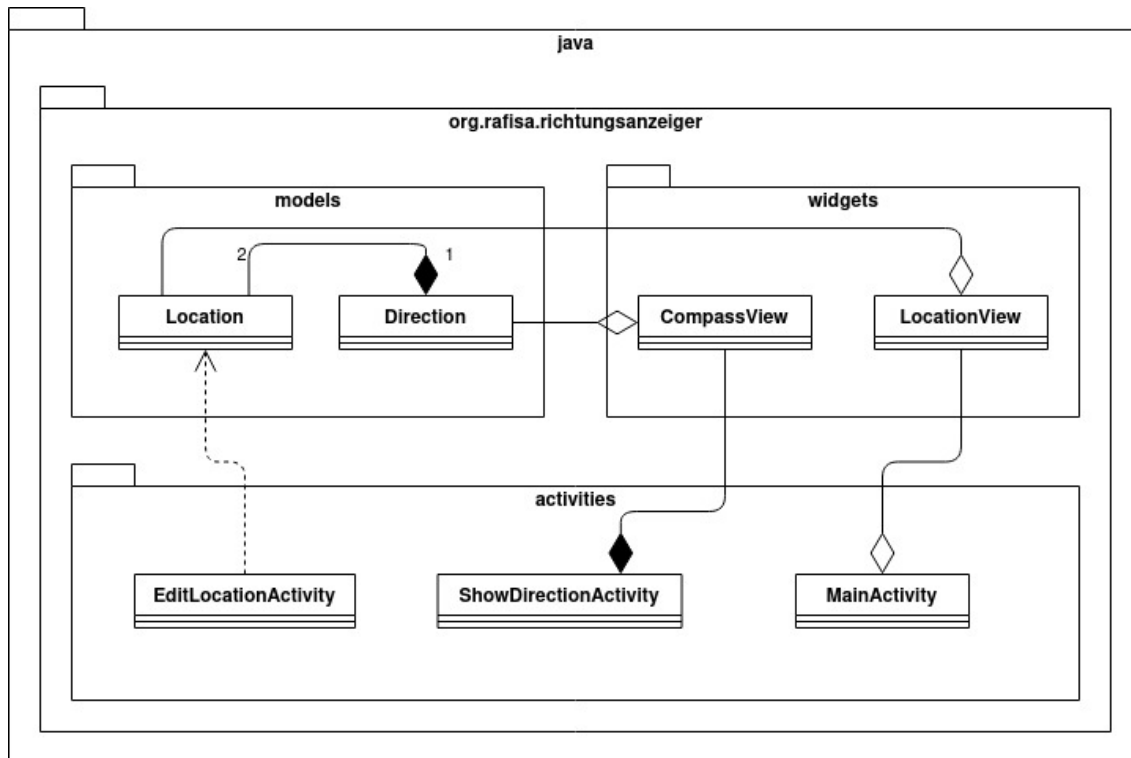 java
org.rafisa.richtungsanzeiger
models
widgets
2
1
Location
Direction
CompassView
LocationView
activities
EditLocationActivity
ShowDirectionActivity
MainActivity